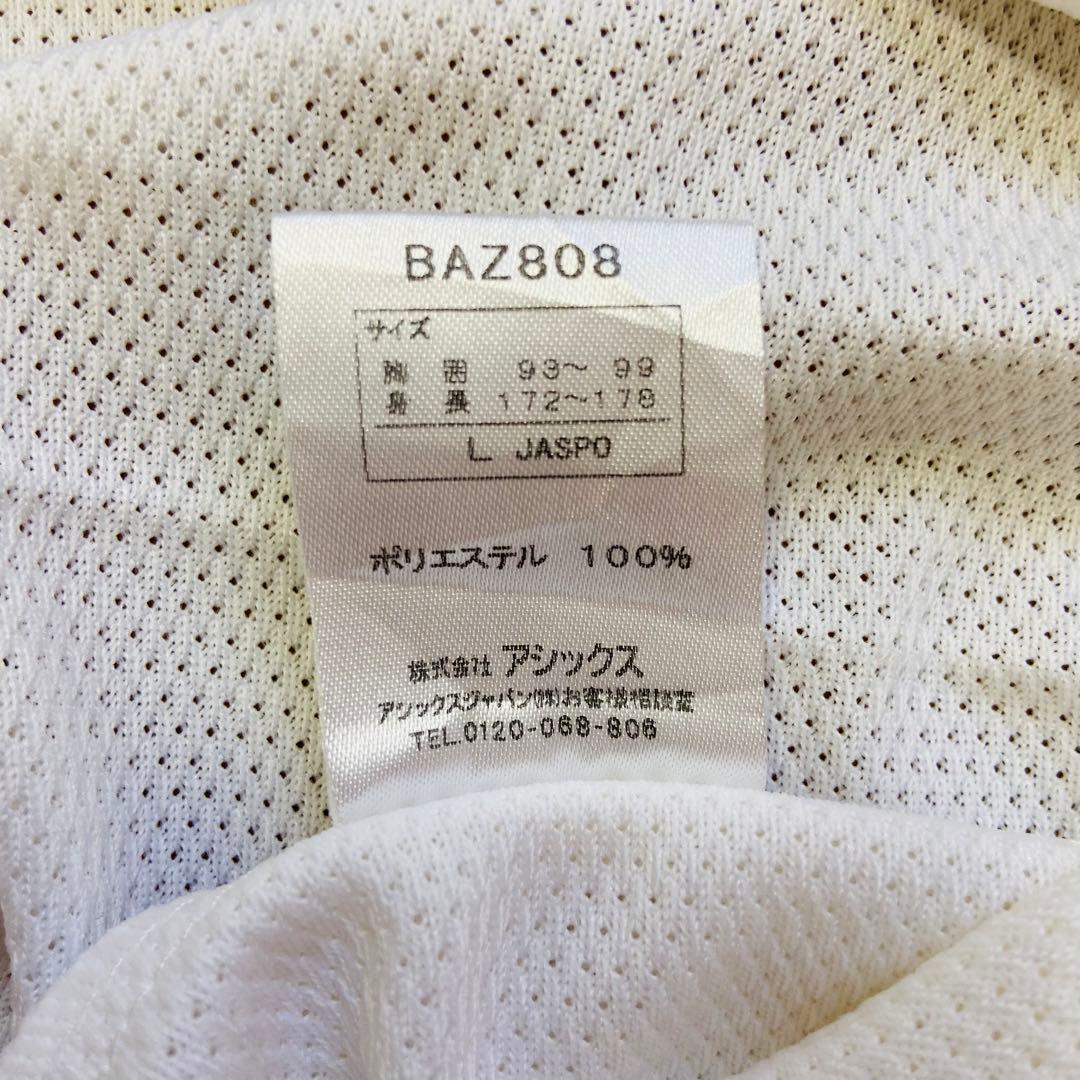 BAZ808
サイズ
胸 囲 93～ 99
身 長 172～178
L JASPO
ポリエステル 100%
株式会社 アシックス
アシックスジャパン(株)お客様相談室
TEL.0120-068-806